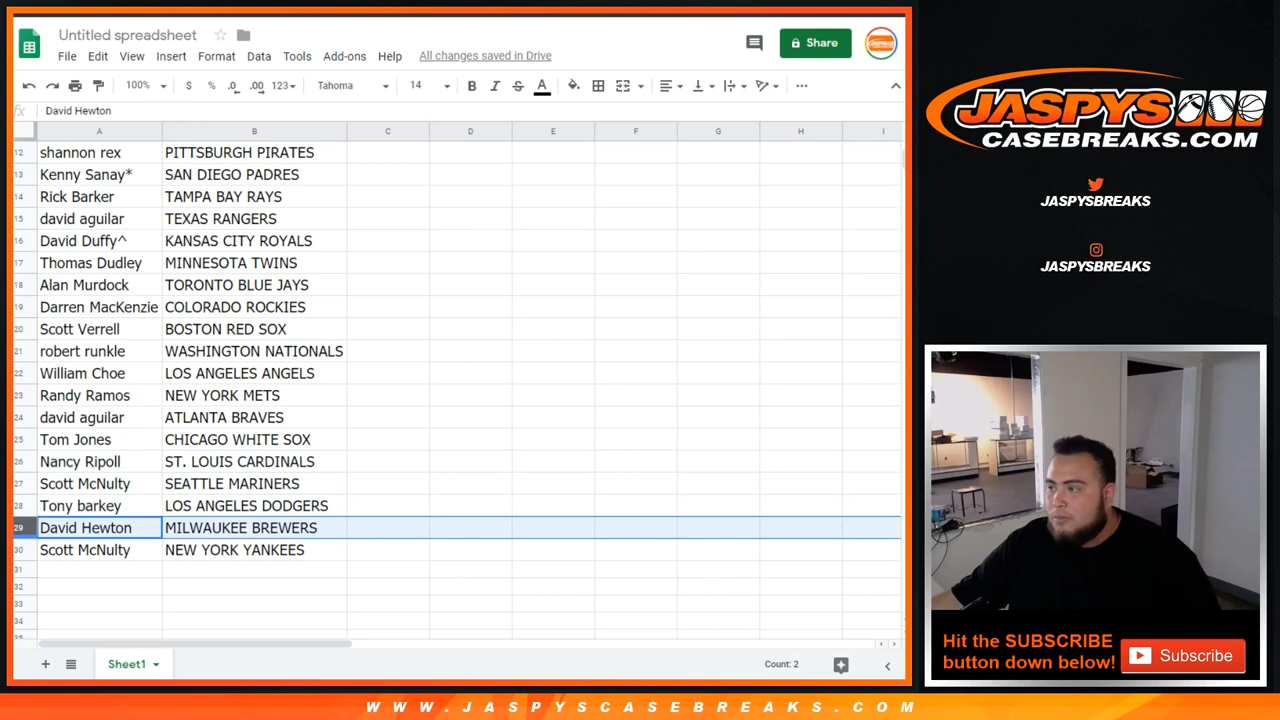 Untitled spreadsheet
File Edit View Insert Format Data Tools Add-ons Help All changes saved in Drive
Share
100% $ % .0 .00 123 Tahoma 14 B I S A
fx David Hewton
A B C D E F G H I
12 shannon rex PITTSBURGH PIRATES
13 Kenny Sanay* SAN DIEGO PADRES
14 Rick Barker TAMPA BAY RAYS
15 david aguilar TEXAS RANGERS
16 David Duffy^ KANSAS CITY ROYALS
17 Thomas Dudley MINNESOTA TWINS
18 Alan Murdock TORONTO BLUE JAYS
19 Darren MacKenzie COLORADO ROCKIES
20 Scott Verrell BOSTON RED SOX
21 robert runkle WASHINGTON NATIONALS
22 William Choe LOS ANGELES ANGELS
23 Randy Ramos NEW YORK METS
24 david aguilar ATLANTA BRAVES
25 Tom Jones CHICAGO WHITE SOX
26 Nancy Ripoll ST. LOUIS CARDINALS
27 Scott McNulty SEATTLE MARINERS
28 Tony barkey LOS ANGELES DODGERS
29 David Hewton MILWAUKEE BREWERS
30 Scott McNulty NEW YORK YANKEES
31
32
33
34
35
Sheet1
Count: 2
JASPYS
CASEBREAKS.COM
JASPYSBREAKS
JASPYSBREAKS
Hit the SUBSCRIBE
button down below!
Subscribe
WWW.JASPYSCASEBREAKS.COM